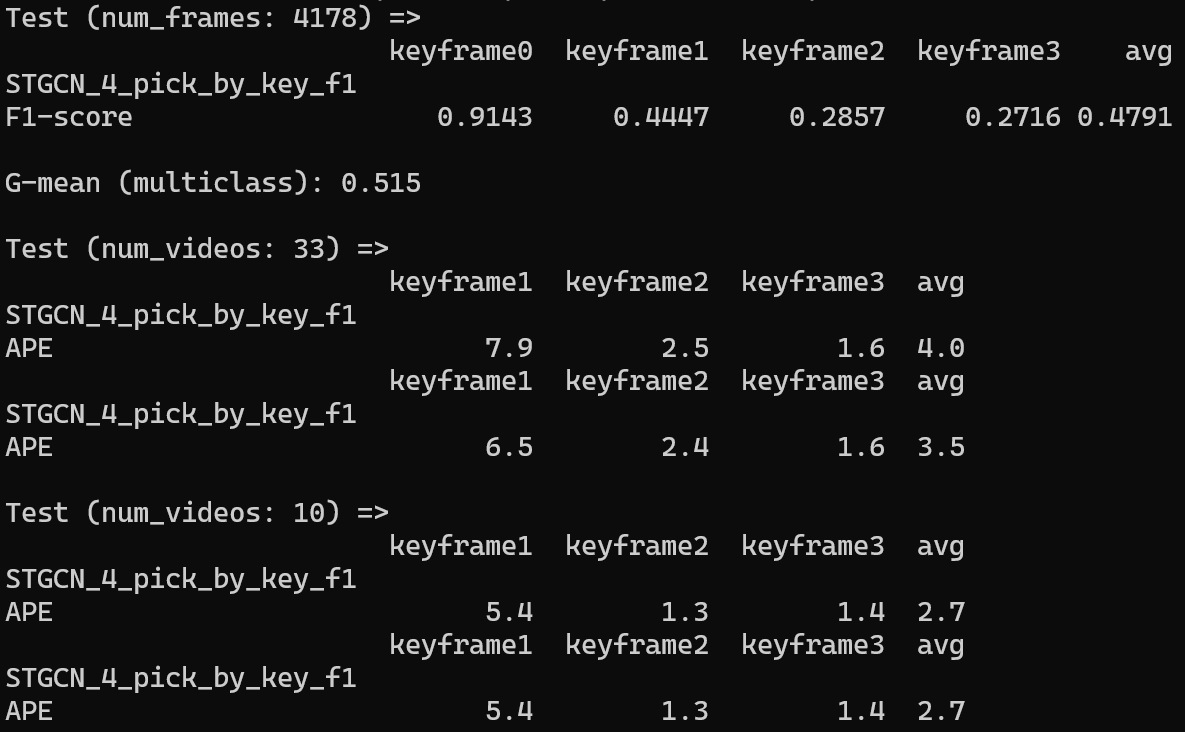 Test (num_frames: 4178) =>
keyframe0 keyframe1 keyframe2 keyframe3 avg
STGCN_4_pick_by_key_f1
F1-score 0.9143 0.4447 0.2857 0.2716 0.4791
G-mean (multiclass): 0.515
Test (num_videos: 33) =>
keyframe1 keyframe2 keyframe3 avg
STGCN_4_pick_by_key_f1
APE 7.9 2.5 1.6 4.0
keyframe1 keyframe2 keyframe3 avg
STGCN_4_pick_by_key_f1
APE 6.5 2.4 1.6 3.5
Test (num_videos: 10) =>
keyframe1 keyframe2 keyframe3 avg
STGCN_4_pick_by_key_f1
APE 5.4 1.3 1.4 2.7
keyframe1 keyframe2 keyframe3 avg
STGCN_4_pick_by_key_f1
APE 5.4 1.3 1.4 2.7